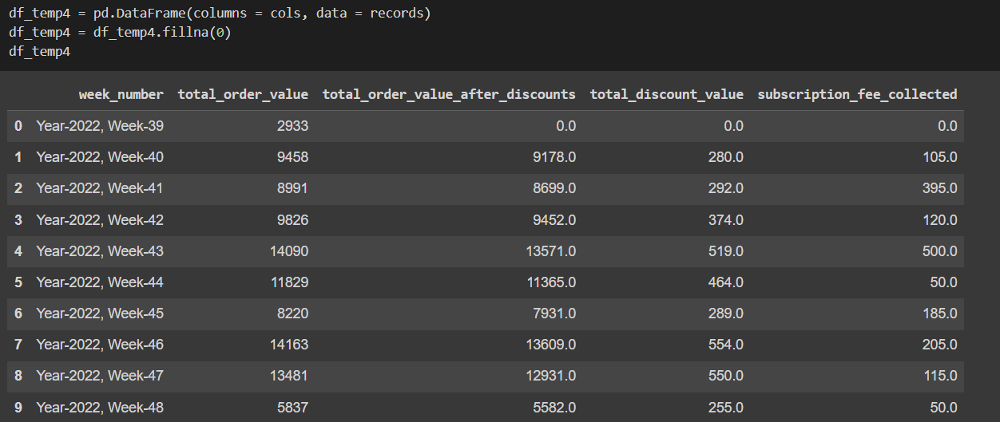 df_temp4 = pd.DataFrame(columns = cols, data = records)
df_temp4 = df_temp4.fillna(0)
df_temp4
week_number total_order_value total_order_value_after_discounts total_discount_value subscription_fee_collected
0 Year-2022, Week-39 2933 0.0 0.0 0.0
1 Year-2022, Week-40 9458 9178.0 280.0 105.0
2 Year-2022, Week-41 8991 8699.0 292.0 395.0
3 Year-2022, Week-42 9826 9452.0 374.0 120.0
4 Year-2022, Week-43 14090 13571.0 519.0 500.0
5 Year-2022, Week-44 11829 11365.0 464.0 50.0
6 Year-2022, Week-45 8220 7931.0 289.0 185.0
7 Year-2022, Week-46 14163 13609.0 554.0 205.0
8 Year-2022, Week-47 13481 12931.0 550.0 115.0
9 Year-2022, Week-48 5837 5582.0 255.0 50.0